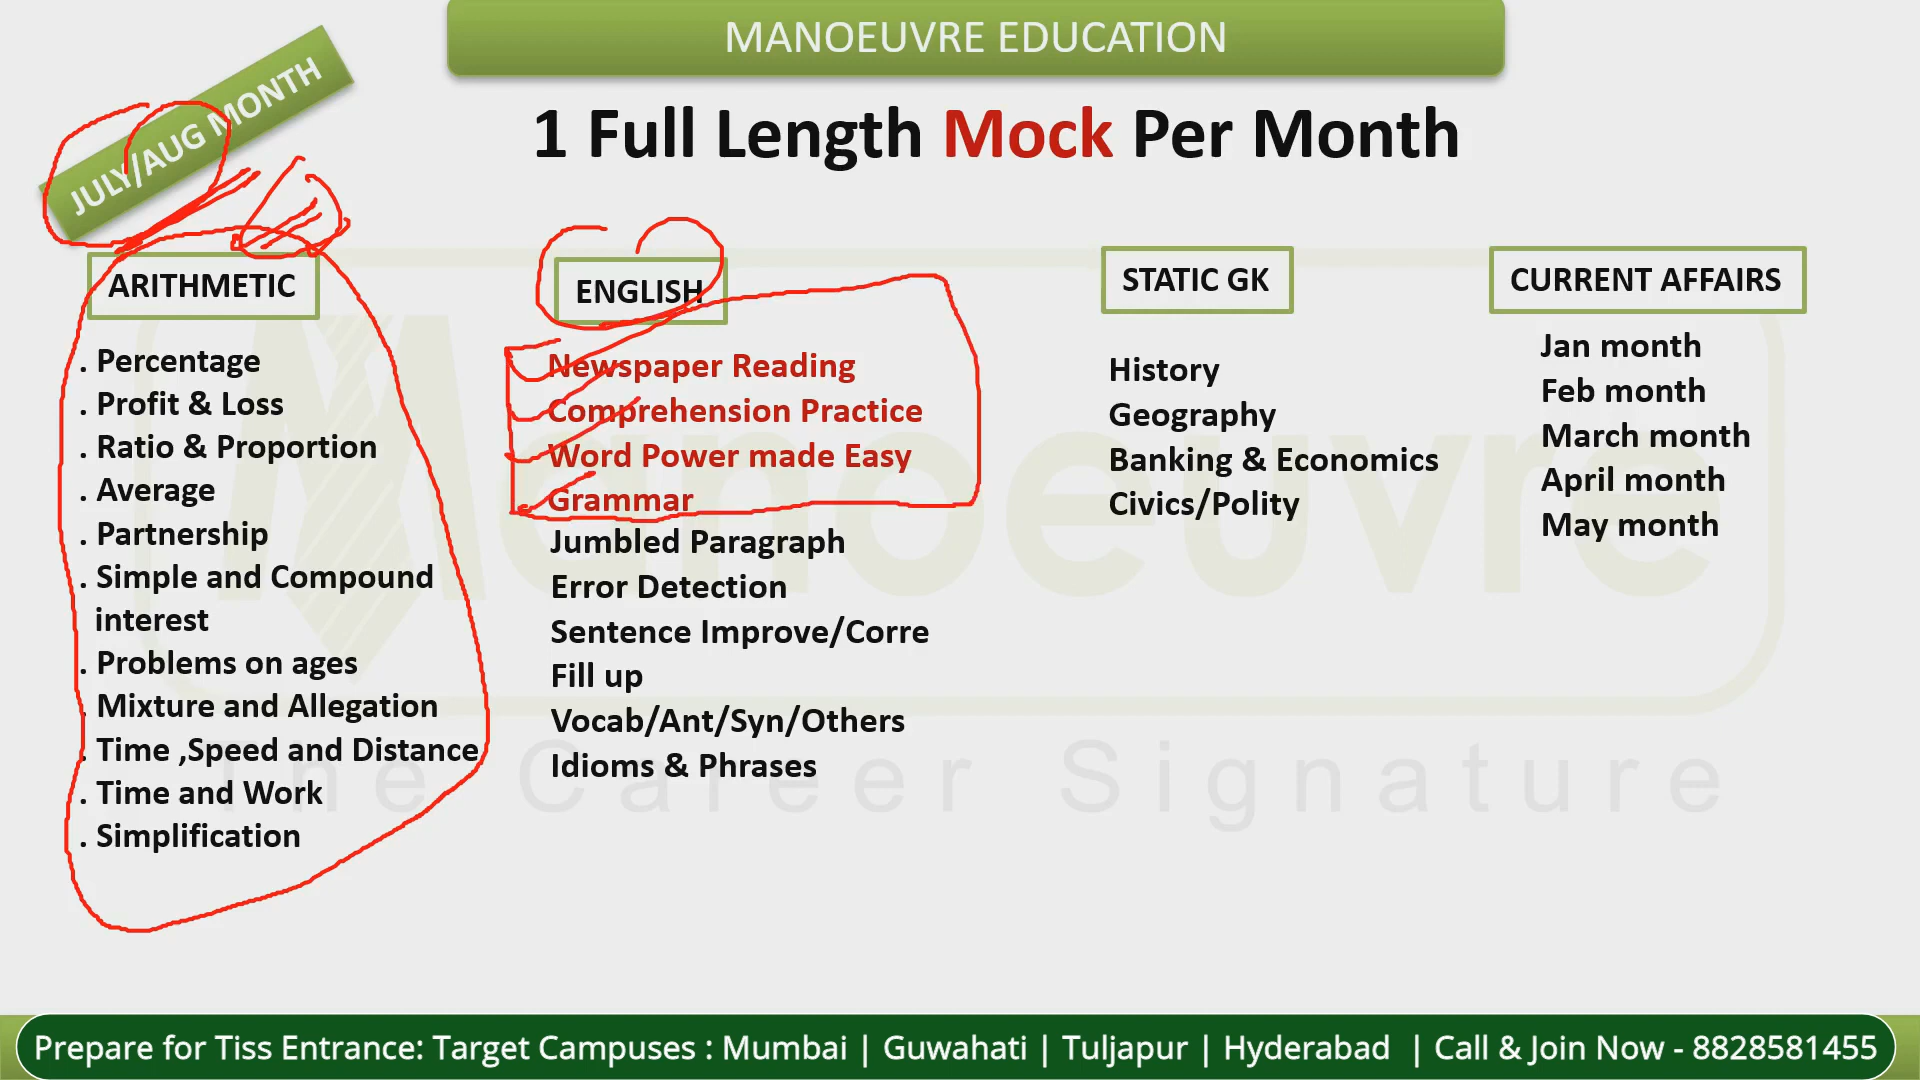 MANOEUVRE EDUCATION
JULY/AUG MONTH
1 Full Length Mock Per Month
ARITHMETIC
. Percentage
. Profit & Loss
. Ratio & Proportion
. Average
. Partnership
. Simple and Compound
interest
. Problems on ages
. Mixture and Allegation
. Time ,Speed and Distance
. Time and Work
. Simplification
ENGLISH
Newspaper Reading
Comprehension Practice
Word Power made Easy
Grammar
Jumbled Paragraph
Error Detection
Sentence Improve/Corre
Fill up
Vocab/Ant/Syn/Others
Idioms & Phrases
STATIC GK
History
Geography
Banking & Economics
Civics/Polity
CURRENT AFFAIRS
Jan month
Feb month
March month
April month
May month
Manoeuvre
The Career Signature
Prepare for Tiss Entrance: Target Campuses : Mumbai | Guwahati | Tuljapur | Hyderabad | Call & Join Now - 8828581455